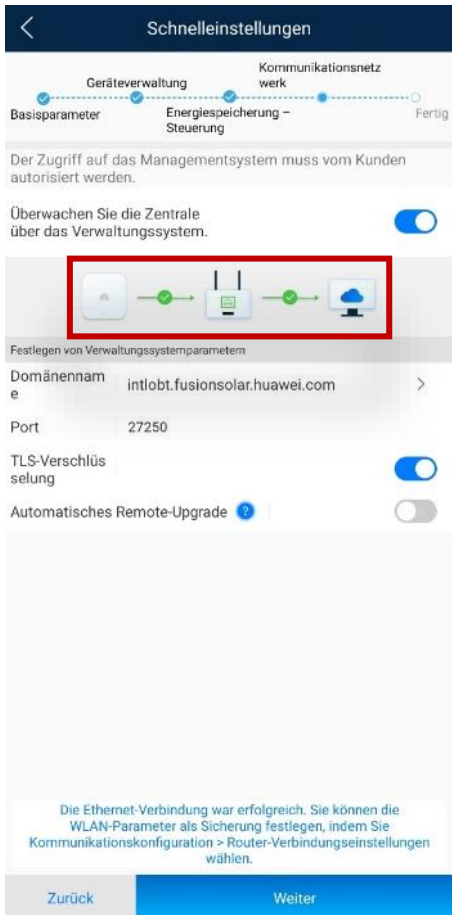 Schnelleinstellungen
Kommunikationsnetz
werk
Geräteverwaltung
Basisparameter
Energiespeicherung –
Steuerung
Fertig
Der Zugriff auf das Managementsystem muss vom Kunden
autorisiert werden.
Überwachen Sie die Zentrale
über das Verwaltungssystem.
Festlegen von Verwaltungssystemparametern
Domänennam
e
intlobt.fusionsolar.huawei.com
Port 27250
TLS-Verschlüs
selung
Automatisches Remote-Upgrade ?
Die Ethernet-Verbindung war erfolgreich. Sie können die
WLAN-Parameter als Sicherung festlegen, indem Sie
Kommunikationskonfiguration > Router-Verbindungseinstellungen
wählen.
Zurück Weiter